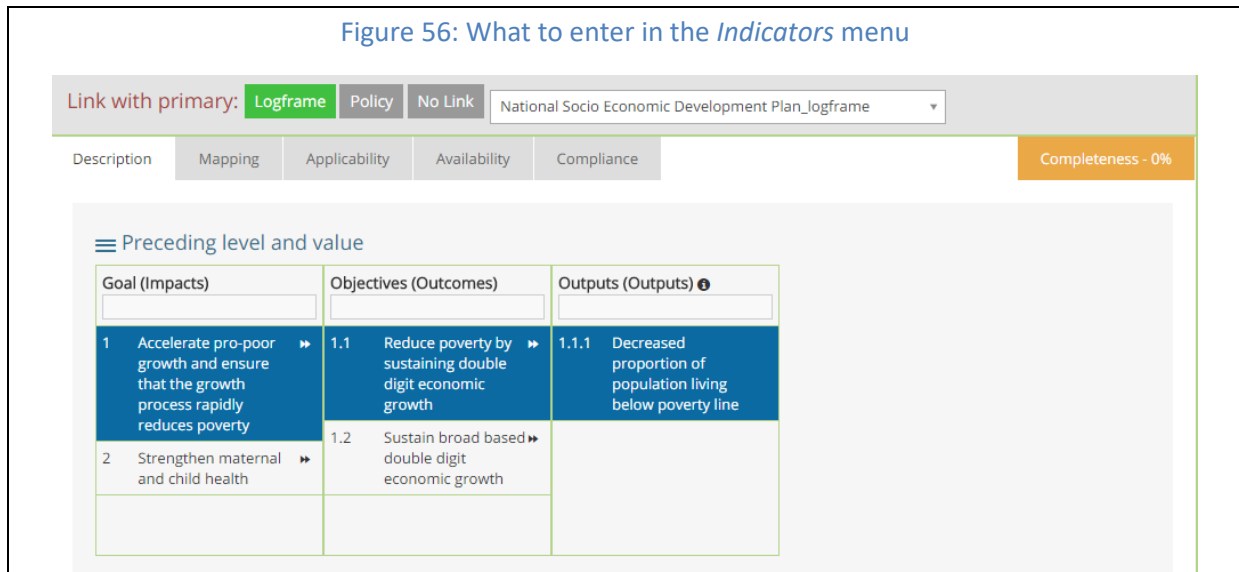 Figure 56: What to enter in the Indicators menu
Link with primary: Logframe Policy No Link National Socio Economic Development Plan_logframe
Description Mapping Applicability Availability Compliance Completeness - 0%
Preceding level and value
Goal (Impacts) Objectives (Outcomes) Outputs (Outputs)
1 Accelerate pro-poor
growth and ensure
that the growth
process rapidly
reduces poverty
2 Strengthen maternal
and child health
1.1 Reduce poverty by
sustaining double
digit economic
growth
1.2 Sustain broad based
double digit
economic growth
1.1.1 Decreased
proportion of
population living
below poverty line